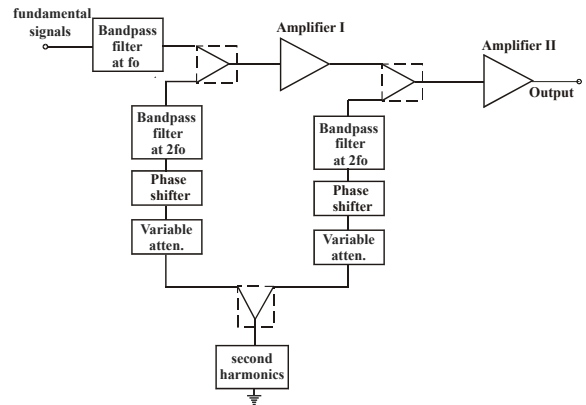 fundamental
signals
Bandpass
filter
at fo
Amplifier I
Amplifier II
Output
Bandpass
filter
at 2fo
Phase
shifter
Variable
atten.
Bandpass
filter
at 2fo
Phase
shifter
Variable
atten.
second
harmonics